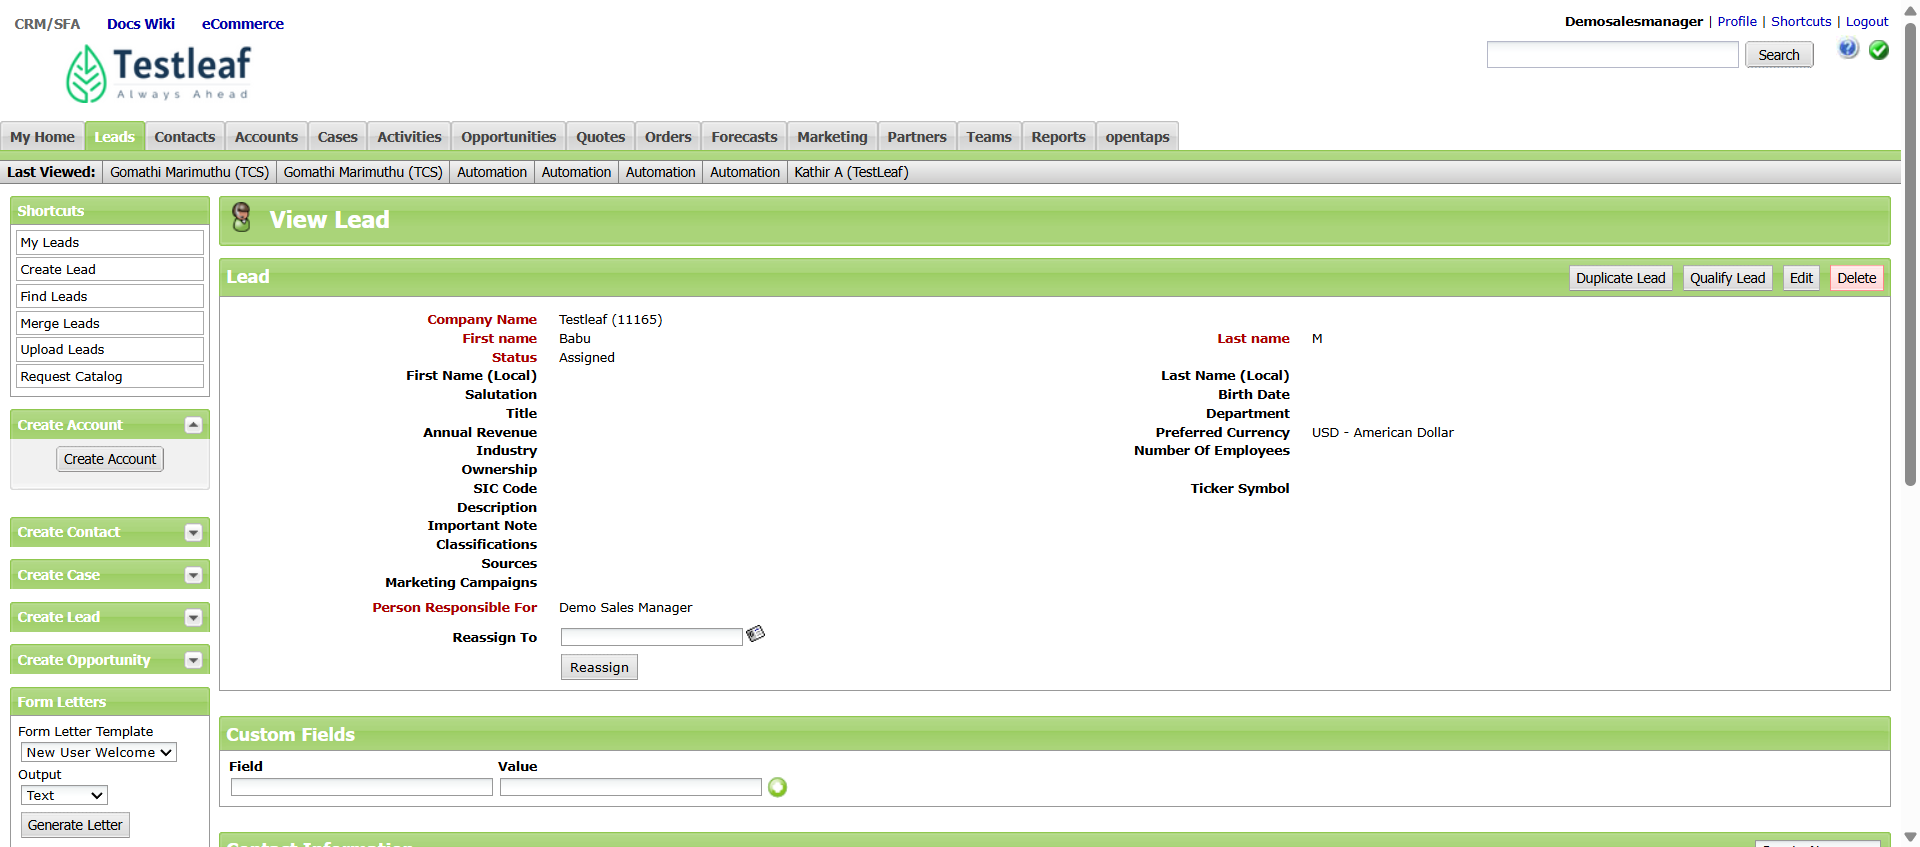 CRM/SFA Docs Wiki eCommerce
Demosalesmanager | Profile | Shortcuts | Logout
Testleaf
Always Ahead
Search
My Home Leads Contacts Accounts Cases Activities Opportunities Quotes Orders Forecasts Marketing Partners Teams Reports opentaps
Last Viewed: Gomathi Marimuthu (TCS) Gomathi Marimuthu (TCS) Automation Automation Automation Automation Kathir A (TestLeaf)
Shortcuts
My Leads
Create Lead
Find Leads
Merge Leads
Upload Leads
Request Catalog
Create Account
Create Account
Create Contact
Create Case
Create Lead
Create Opportunity
Form Letters
Form Letter Template
New User Welcome
Output
Text
Generate Letter
View Lead
Lead
Duplicate Lead Qualify Lead Edit Delete
Company Name Testleaf (11165)
First name Babu Last name M
Status Assigned
First Name (Local) Last Name (Local)
Salutation Birth Date
Title Department
Annual Revenue Preferred Currency USD - American Dollar
Industry Number Of Employees
Ownership
SIC Code Ticker Symbol
Description
Important Note
Classifications
Sources
Marketing Campaigns
Person Responsible For Demo Sales Manager
Reassign To
Reassign
Custom Fields
Field Value
Contact Information